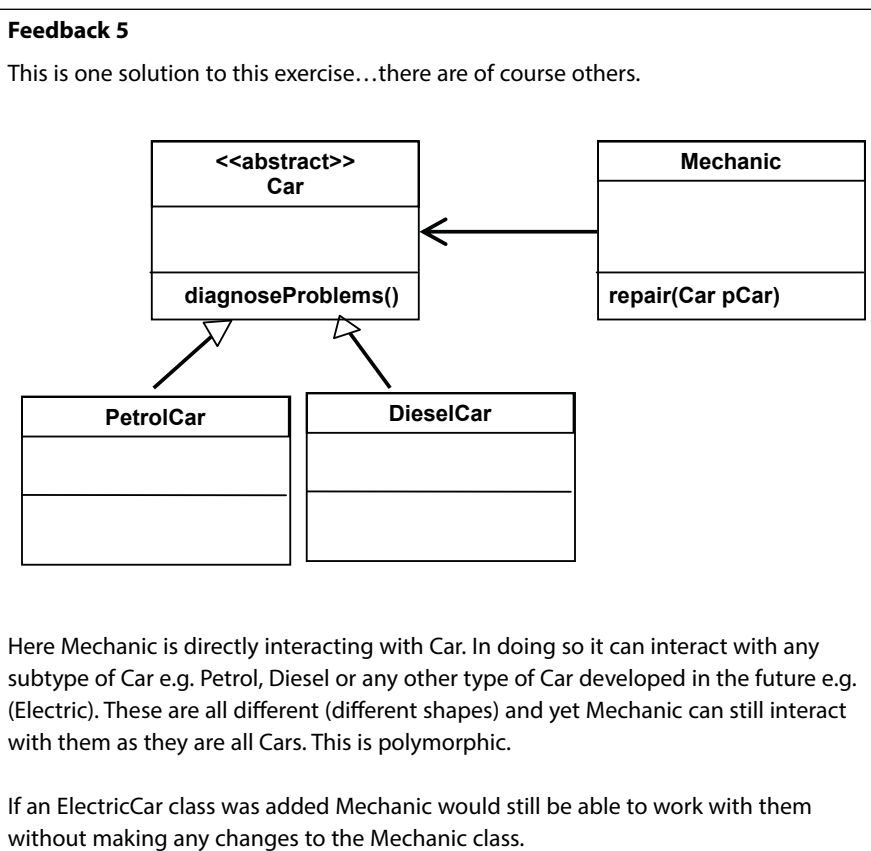 Feedback 5
This is one solution to this exercise…there are of course others.
<<abstract>>
Car
Mechanic
diagnoseProblems()
repair(Car pCar)
PetrolCar
DieselCar
Here Mechanic is directly interacting with Car. In doing so it can interact with any
subtype of Car e.g. Petrol, Diesel or any other type of Car developed in the future e.g.
(Electric). These are all different (different shapes) and yet Mechanic can still interact
with them as they are all Cars. This is polymorphic.
If an ElectricCar class was added Mechanic would still be able to work with them
without making any changes to the Mechanic class.